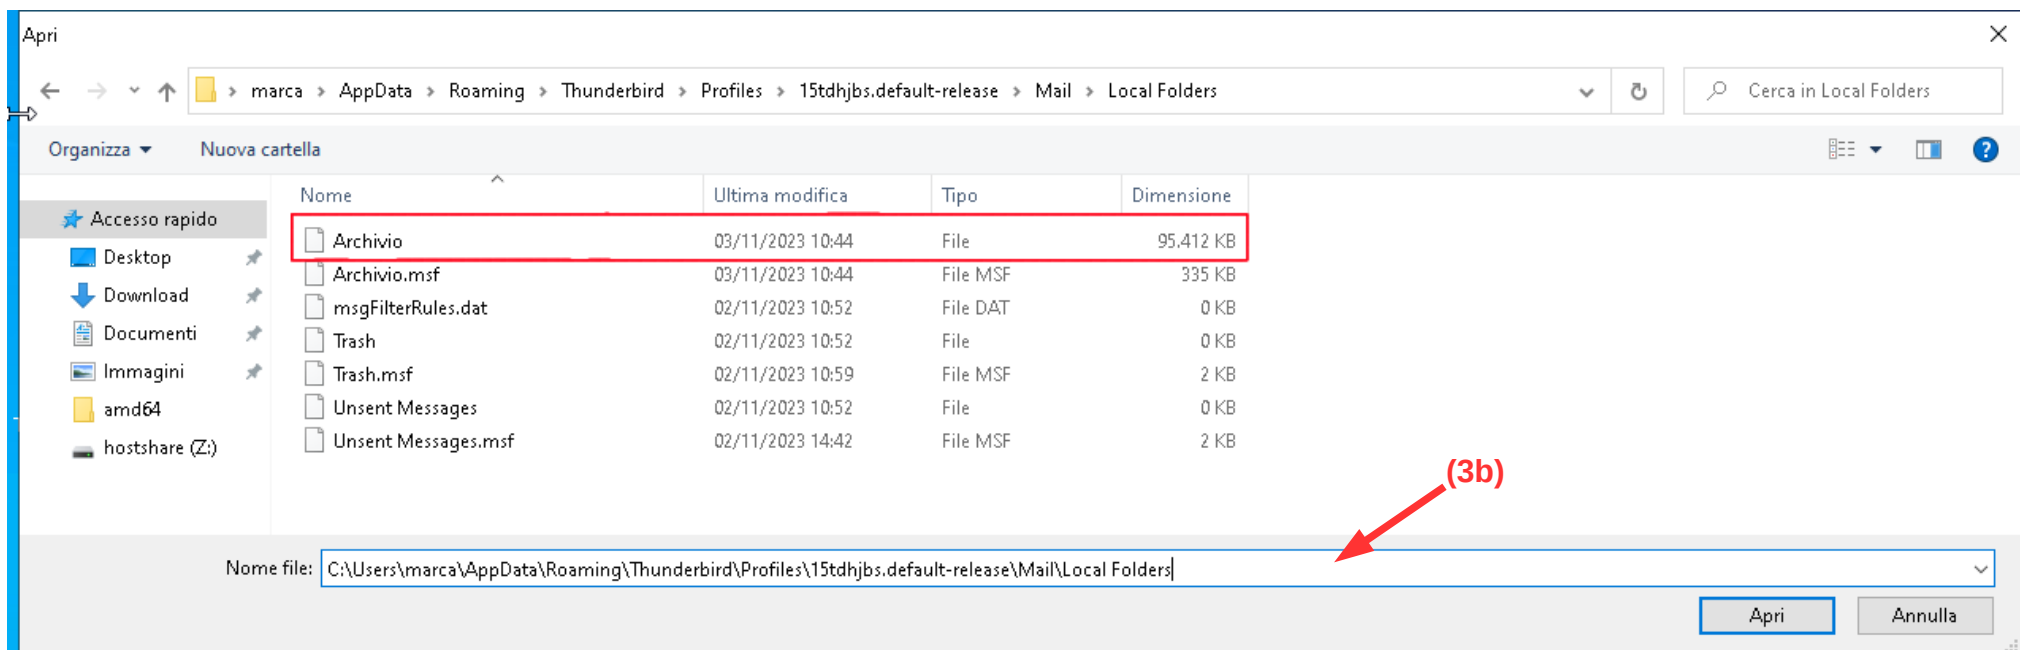 Apri
marca > AppData > Roaming > Thunderbird > Profiles > 15tdhjbs.default-release > Mail > Local Folders
Cerca in Local Folders
Organizza
Nuova cartella
Nome Ultima modifica Tipo Dimensione
Accesso rapido
Desktop
Download
Documenti
Immagini
amd64
hostshare (Z:)
Archivio 03/11/2023 10:44 File 95.412 KB
Archivio.msf 03/11/2023 10:44 File MSF 335 KB
msgFilterRules.dat 02/11/2023 10:52 File DAT 0 KB
Trash 02/11/2023 10:52 File 0 KB
Trash.msf 02/11/2023 10:59 File MSF 2 KB
Unsent Messages 02/11/2023 10:52 File 0 KB
Unsent Messages.msf 02/11/2023 14:42 File MSF 2 KB
(3b)
Nome file: C:\Users\marca\AppData\Roaming\Thunderbird\Profiles\15tdhjbs.default-release\Mail\Local Folders
Apri
Annulla